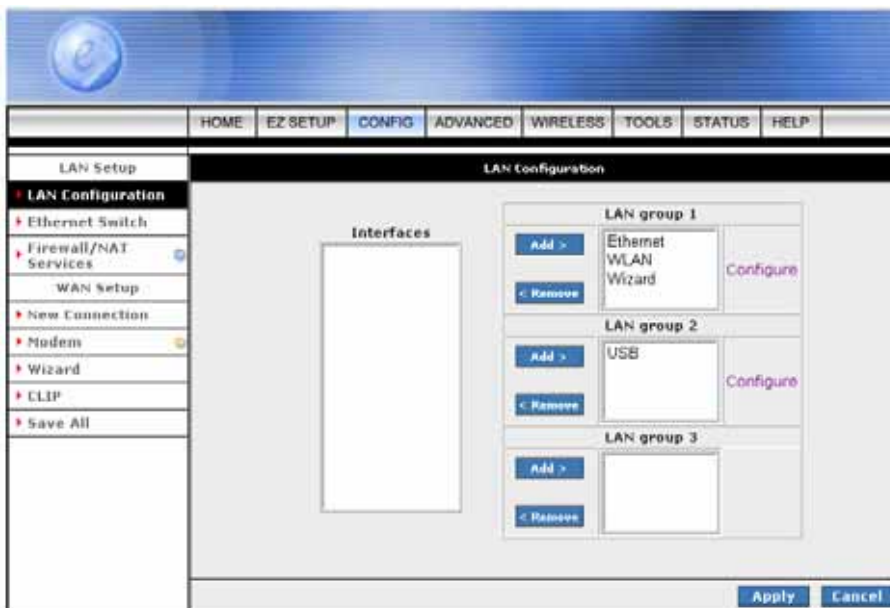 e
HOME EZ SETUP CONFIG ADVANCED WIRELESS TOOLS STATUS HELP
LAN Setup
LAN Configuration
Ethernet Switch
Firewall/NAT
Services
WAN Setup
New Connection
Modem
Wizard
CLIP
Save All
LAN Configuration
Interfaces
LAN group 1
Add >
< Remove
Ethernet
WLAN
Wizard
Configure
LAN group 2
Add >
< Remove
USB
Configure
LAN group 3
Add >
< Remove
Apply Cancel